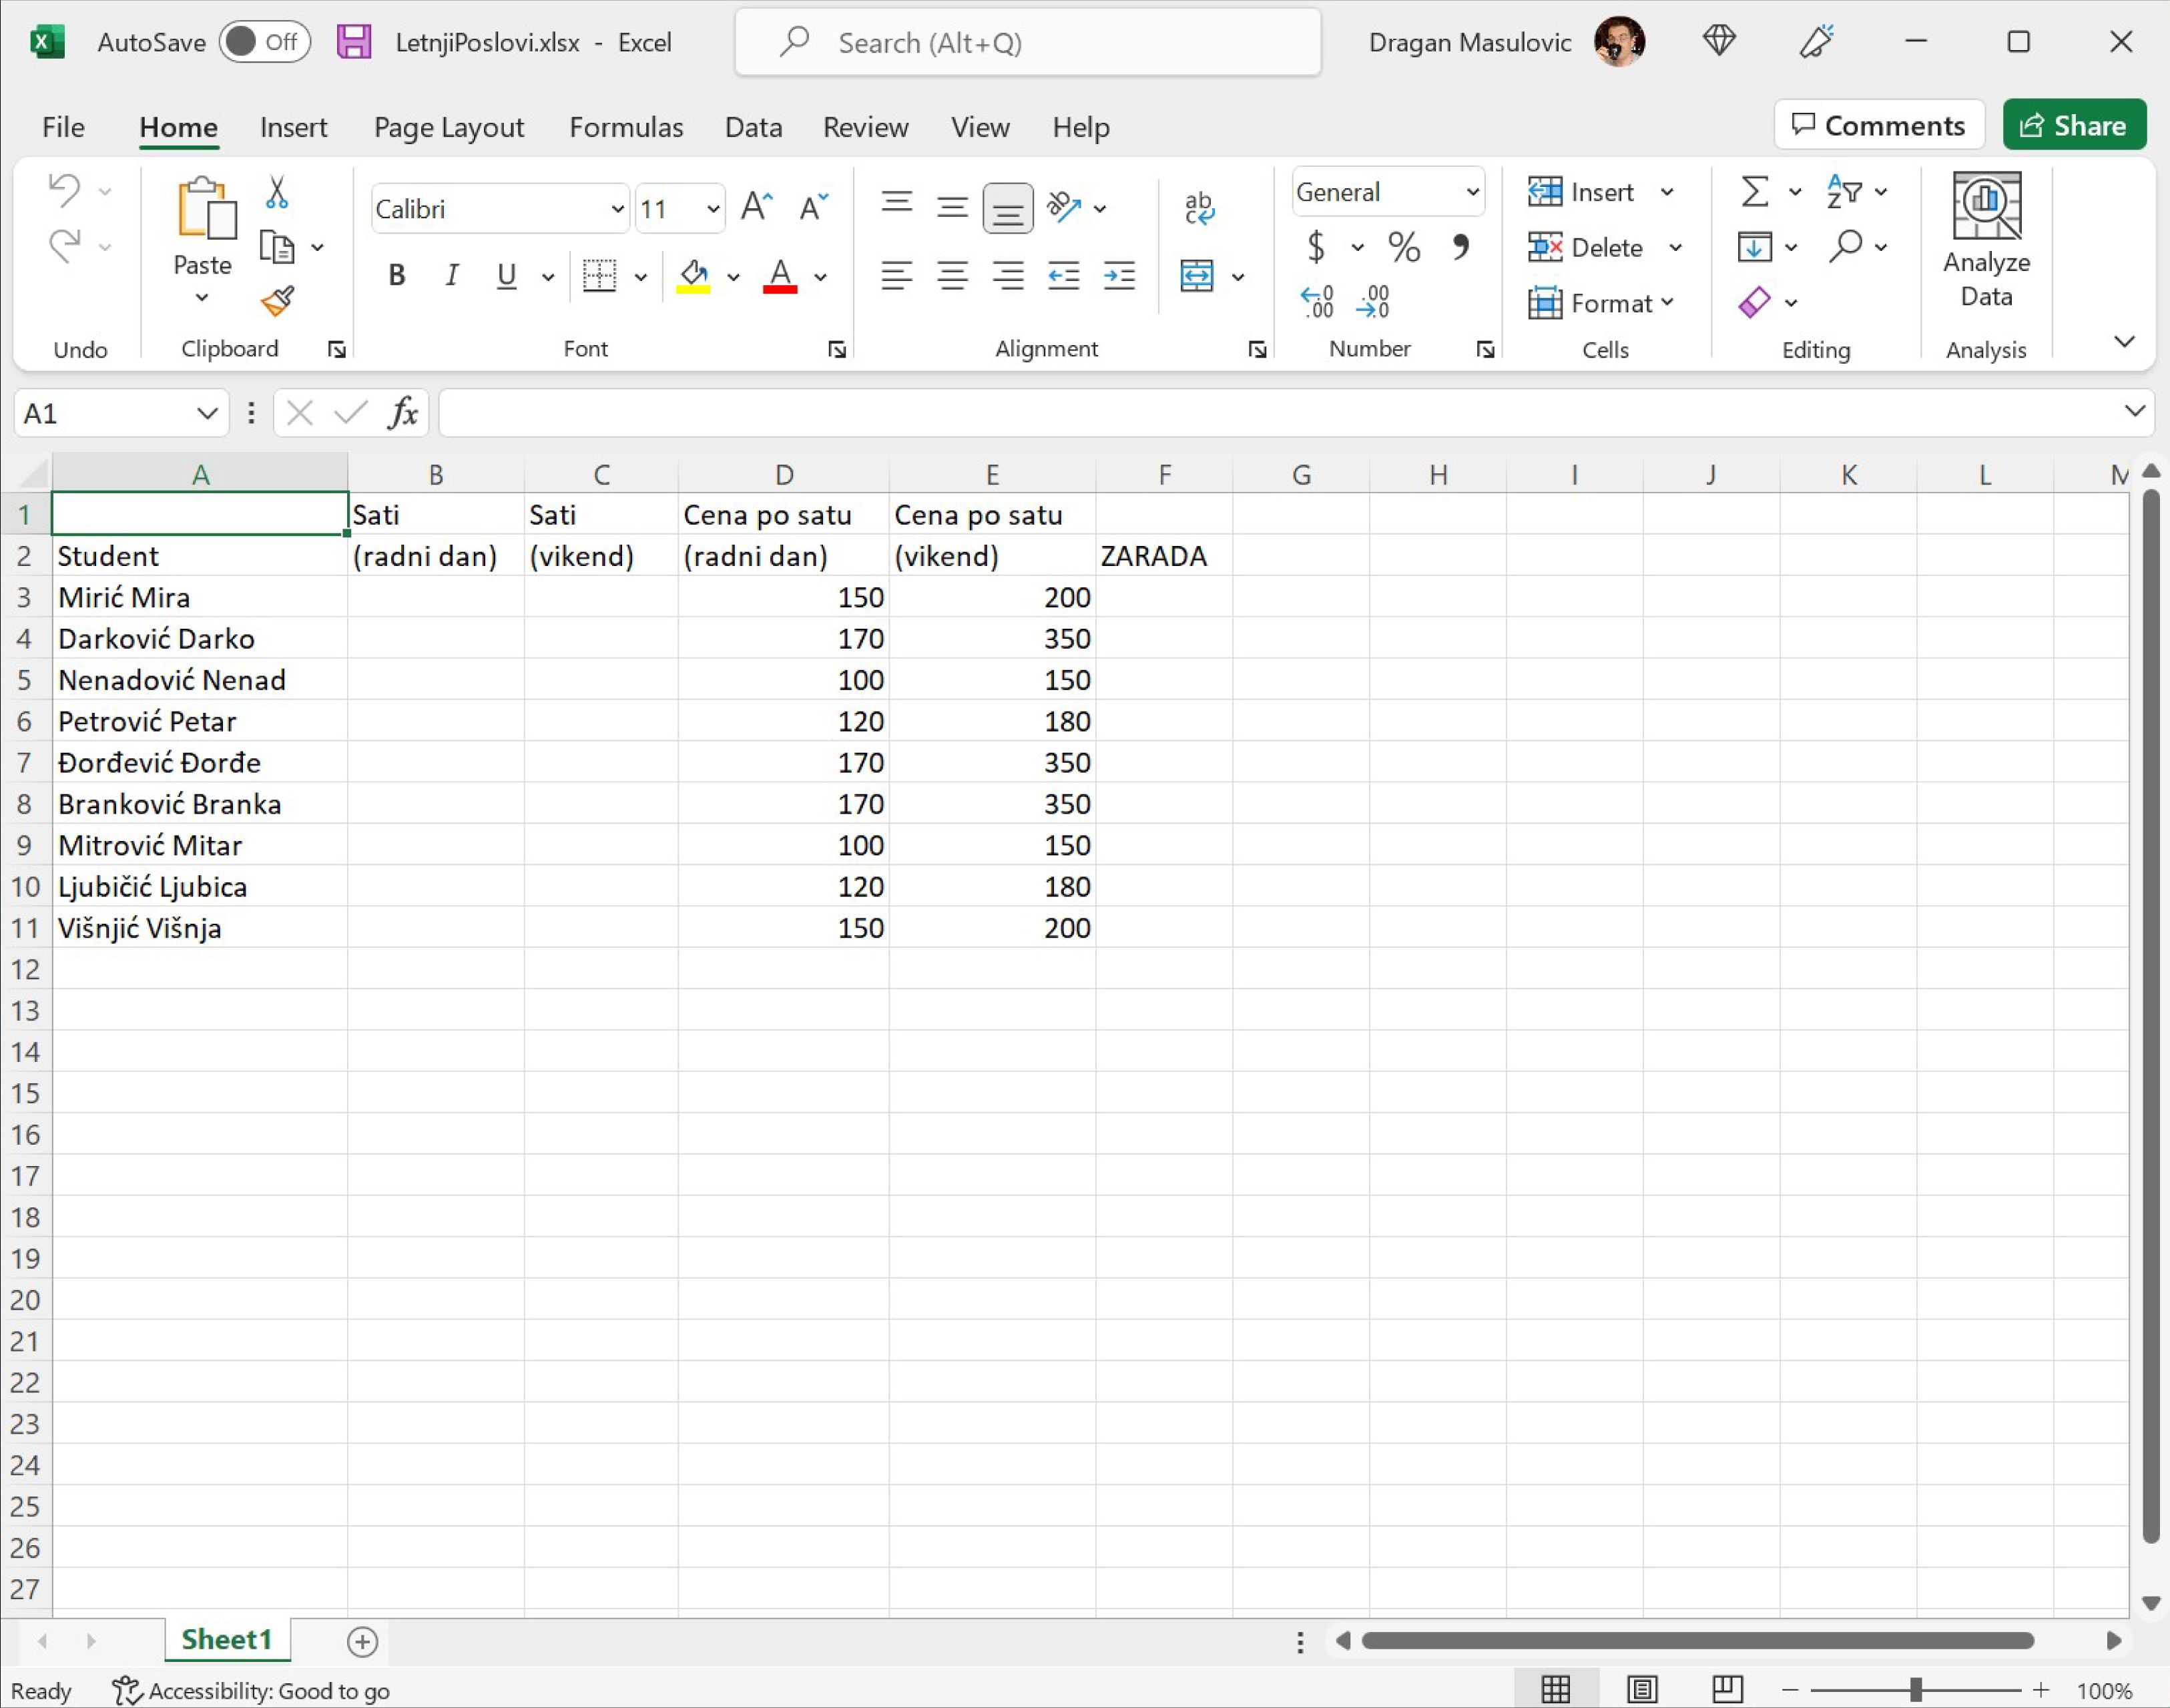 AutoSave Off LetnjiPoslovi.xlsx - Excel Search (Alt+Q) Dragan Masulovic
File Home Insert Page Layout Formulas Data Review View Help Comments Share
Calibri 11 General Insert
Paste $ % Delete Analyze Data
B I U A Format
Undo Clipboard Font Alignment Number Cells Editing Analysis
A1 fx
A B C D E F G H I J K L M
1 Sati Sati Cena po satu Cena po satu
2 Student (radni dan) (vikend) (radni dan) (vikend) ZARADA
3 Mirić Mira 150 200
4 Darković Darko 170 350
5 Nenadović Nenad 100 150
6 Petrović Petar 120 180
7 Đorđević Đorđe 170 350
8 Branković Branka 170 350
9 Mitrović Mitar 100 150
10 Ljubičić Ljubica 120 180
11 Višnjić Višnja 150 200
12
13
14
15
16
17
18
19
20
21
22
23
24
25
26
27
Sheet1
Ready Accessibility: Good to go 100%